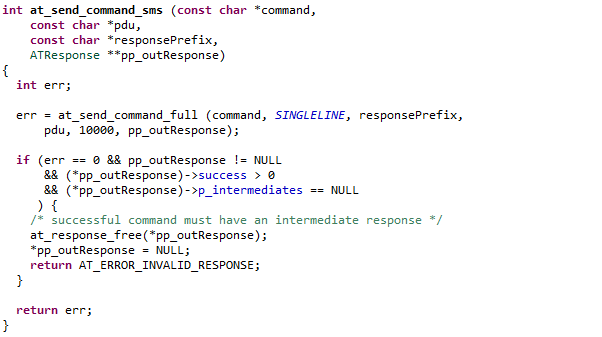 int at_send_command_sms (const char *command,
    const char *pdu,
    const char *responsePrefix,
    ATResponse **pp_outResponse)
{
  int err;

  err = at_send_command_full (command, SINGLELINE, responsePrefix,
      pdu, 10000, pp_outResponse);

  if (err == 0 && pp_outResponse != NULL
      && (*pp_outResponse)->success > 0
      && (*pp_outResponse)->p_intermediates == NULL
     ) {
    /* successful command must have an intermediate response */
    at_response_free(*pp_outResponse);
    *pp_outResponse = NULL;
    return AT_ERROR_INVALID_RESPONSE;
  }

  return err;
}